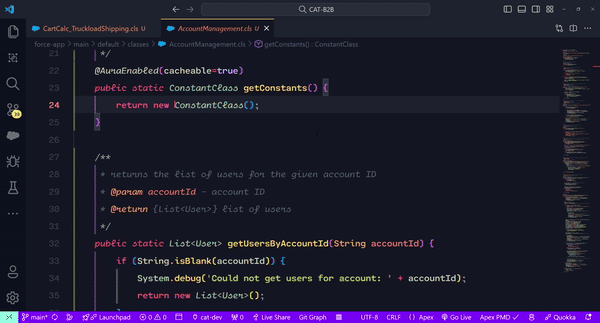 CAT-B2B
CartCalc_TruckloadShipping.cls U
AccountManagement.cls U
force-app > main > default > classes > AccountManagement.cls > getConstants() : ConstantClass
21 */
22 @AuraEnabled(cacheable=true)
23 public static ConstantClass getConstants() {
24 return new ConstantClass();
25 }
26
27 /**
28 * returns the list of users for the given account ID
29 * @param accountId - account ID
30 * @return {List<User>} list of users
31 */
32 public static List<User> getUsersByAccountId(String accountId) {
33 if (String.isBlank(accountId)) {
34 System.debug('Could not get users for account: ' + accountId);
35 return new List<User>();
main* Launchpad 0 0 cat-dev 0 Live Share Git Graph UTF-8 CRLF {} Apex Go Live Apex PMD ✓ Quokka